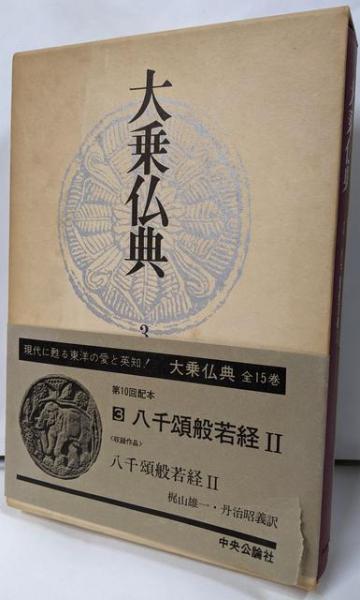 大乗仏典
3
現代に甦る東洋の愛と英知!
大乗仏典 全15巻
第10回配本
3 八千頌般若経 II
〈収録作品〉
八千頌般若経 II
梶山雄一・丹治昭義訳
中央公論社